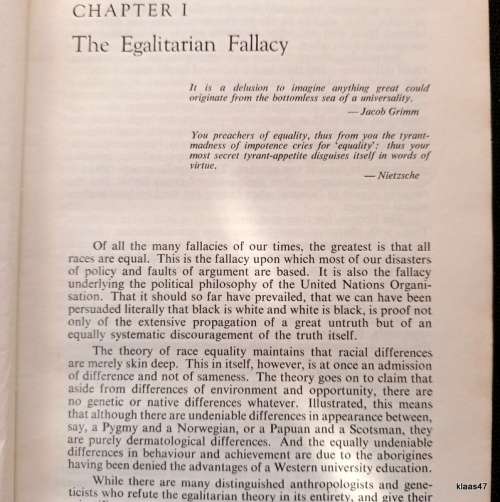 CHAPTER I
The Egalitarian Fallacy
It is a delusion to imagine anything great could
originate from the bottomless sea of a universality.
— Jacob Grimm
You preachers of equality, thus from you the tyrant-
madness of impotence cries for 'equality': thus your
most secret tyrant-appetite disguises itself in words of
virtue.
— Nietzsche
Of all the many fallacies of our times, the greatest is that all
races are equal. This is the fallacy upon which most of our disasters
of policy and faults of argument are based. It is also the fallacy
underlying the political philosophy of the United Nations Organi-
sation. That it should so far have prevailed, that we can have been
persuaded literally that black is white and white is black, is proof not
only of the extensive propagation of a great untruth but of an
equally systematic discouragement of the truth itself.
The theory of race equality maintains that racial differences
are merely skin deep. This in itself, however, is at once an admission
of difference and not of sameness. The theory goes on to claim that
aside from differences of environment and opportunity, there are
no genetic or native differences whatever. Illustrated, this means
that although there are undeniable differences in appearance between,
say, a Pygmy and a Norwegian, or a Papuan and a Scotsman, they
are purely dermatological differences. And the equally undeniable
differences in behaviour and achievement are due to the aborigines
having been denied the advantages of a Western university education.
While there are many distinguished anthropologists and gene-
ticists who refute the egalitarian theory in its entirety, and give their
klaas47